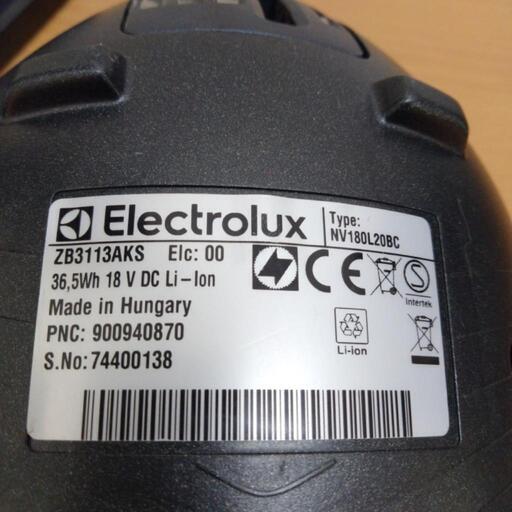 Electrolux
Type:
NV180L20BC
ZB3113AKS Elc: 00
36,5Wh 18 V DC Li-Ion
Made in Hungary
PNC: 900940870
S.No: 74400138
CE
S
Intertek
Li-ion